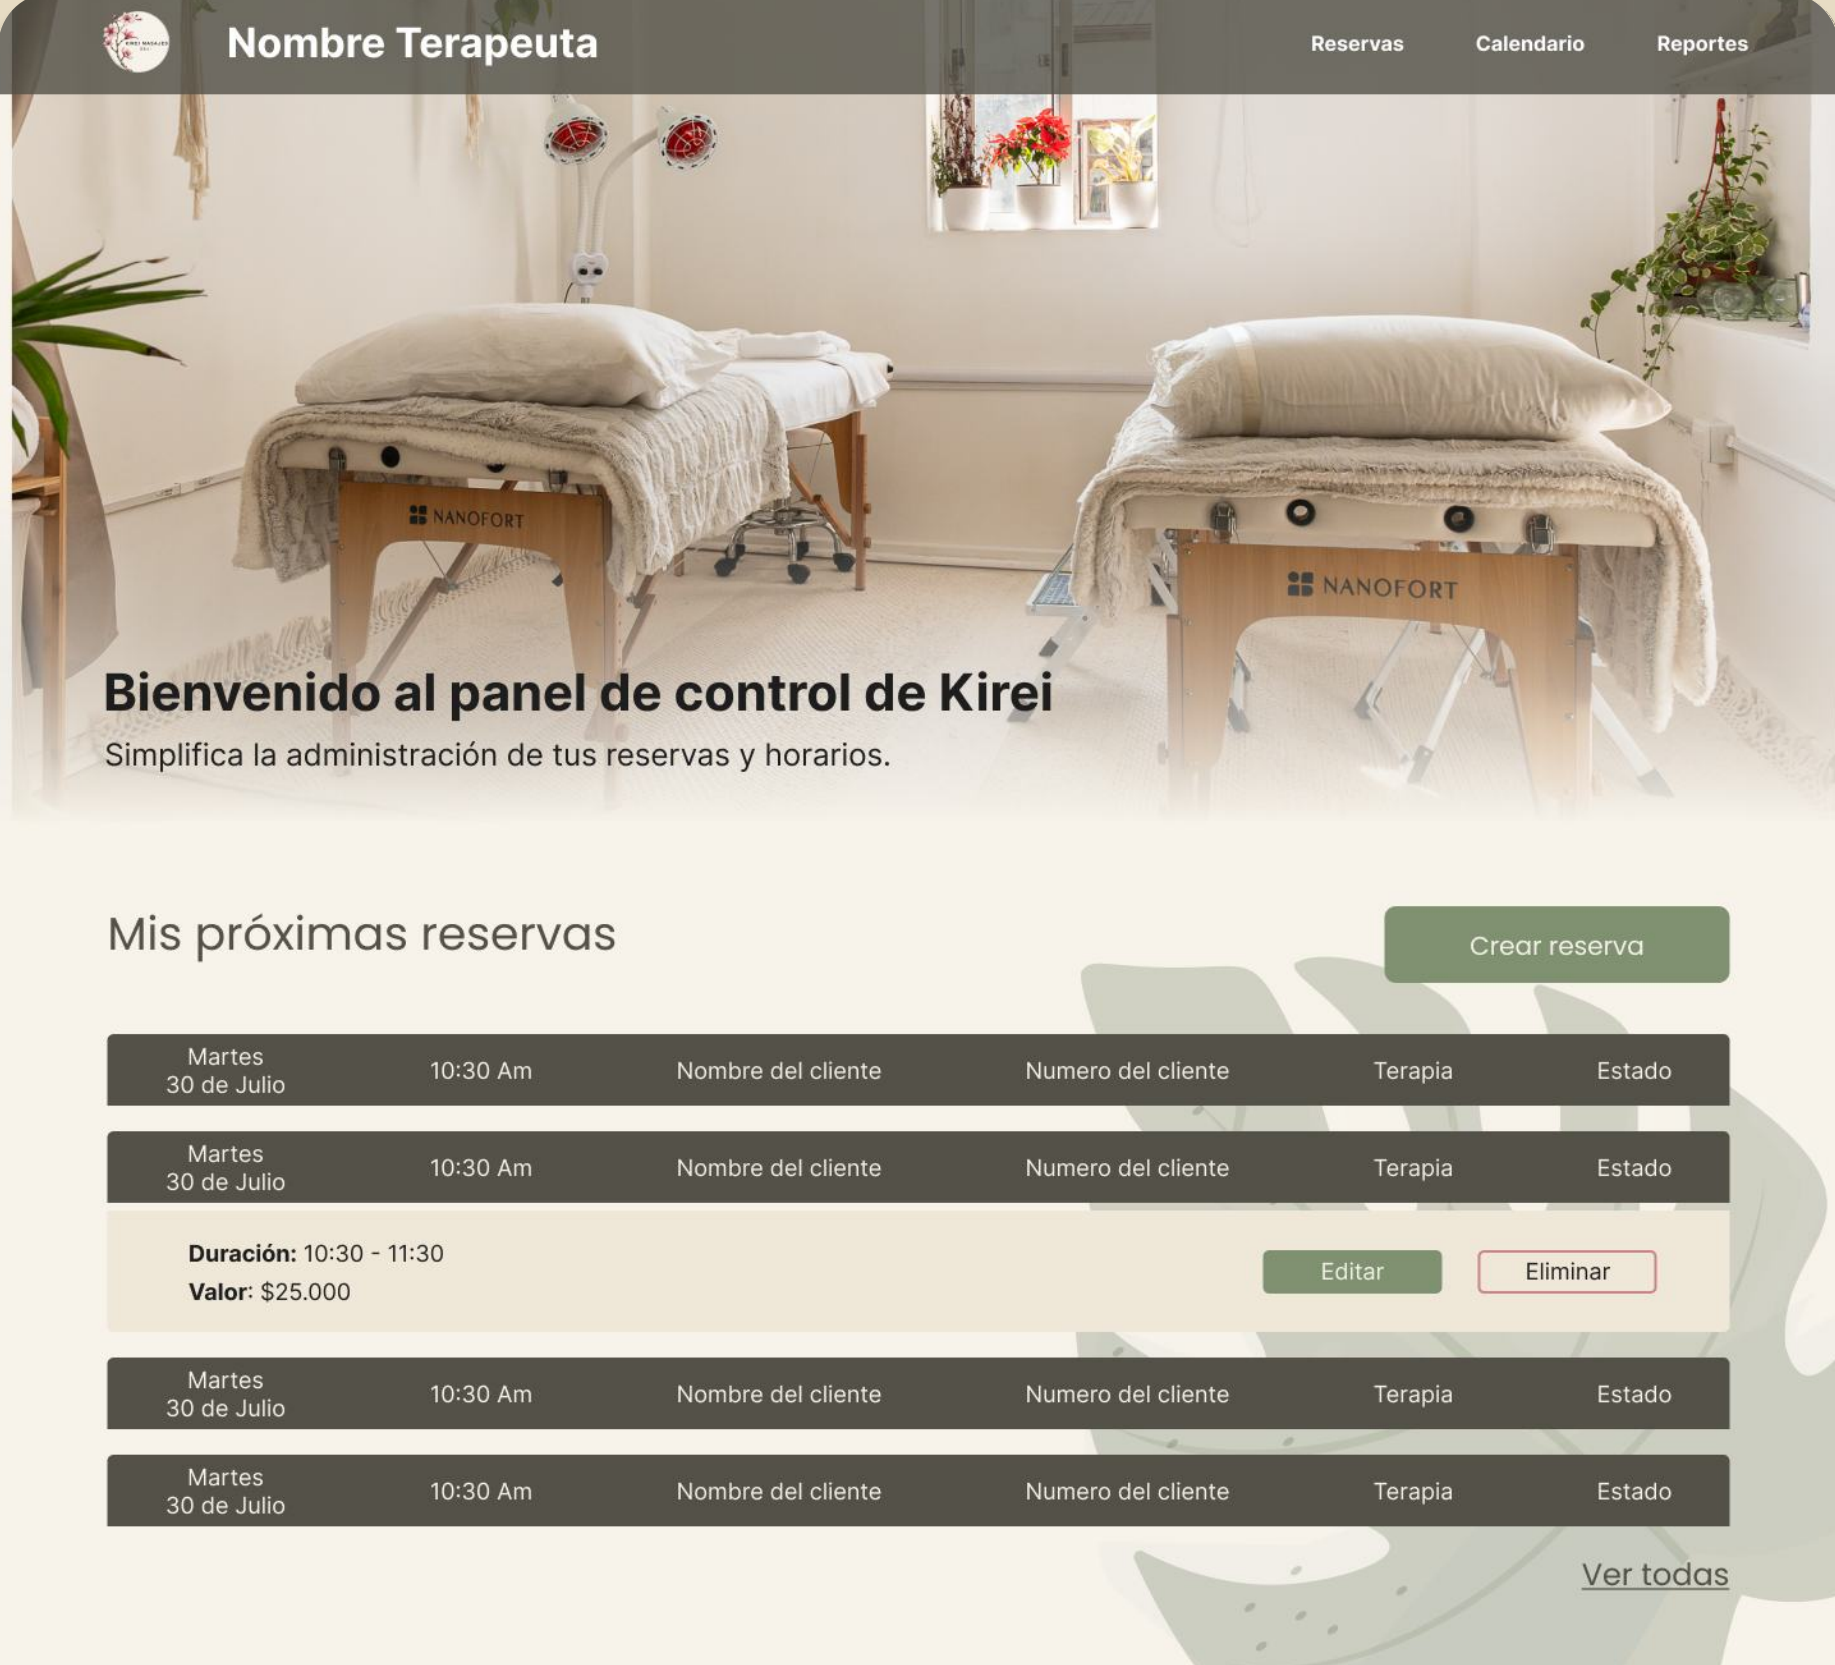 KIREI MASAJES
Nombre Terapeuta
Reservas
Calendario
Reportes
NANOFORT
NANOFORT
Bienvenido al panel de control de Kirei
Simplifica la administración de tus reservas y horarios.
Mis próximas reservas
Crear reserva
Martes
30 de Julio
10:30 Am
Nombre del cliente
Numero del cliente
Terapia
Estado
Martes
30 de Julio
10:30 Am
Nombre del cliente
Numero del cliente
Terapia
Estado
Duración: 10:30 - 11:30
Valor: $25.000
Editar
Eliminar
Martes
30 de Julio
10:30 Am
Nombre del cliente
Numero del cliente
Terapia
Estado
Martes
30 de Julio
10:30 Am
Nombre del cliente
Numero del cliente
Terapia
Estado
Ver todas